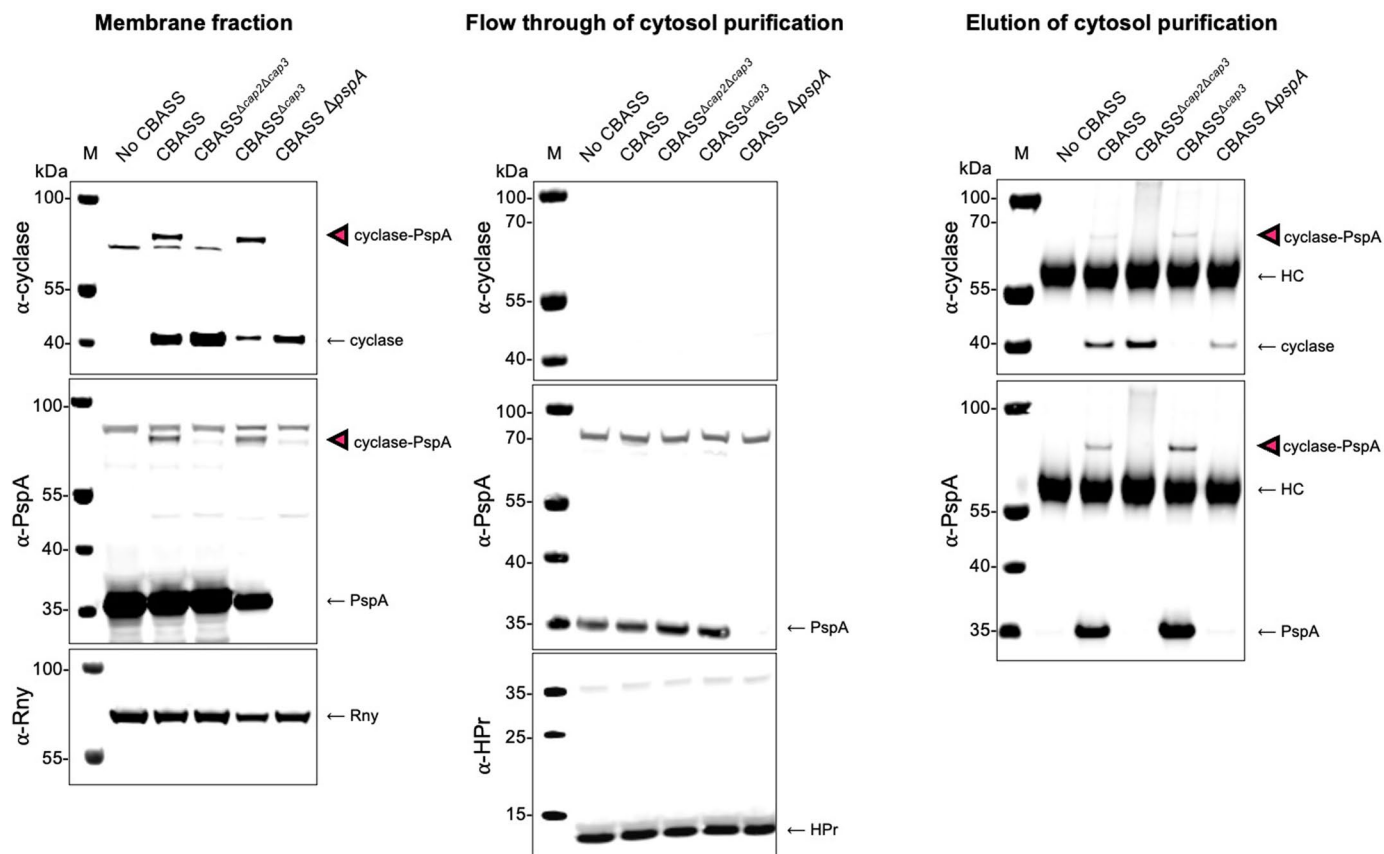 Membrane fraction
Flow through of cytosol purification
Elution of cytosol purification
M
No CBASS
CBASS
CBASSΔcap2Δcap3
CBASSΔcap3
CBASS ΔpspA
kDa
α-cyclase
100-
55-
40-
cyclase-PspA
← cyclase
α-PspA
100-
55-
40-
35-
cyclase-PspA
← PspA
α-Rny
100-
55-
← Rny
M
No CBASS
CBASS
CBASSΔcap2Δcap3
CBASSΔcap3
CBASS ΔpspA
kDa
α-cyclase
100-
70-
55-
40-
α-PspA
100-
70-
55-
40-
35-
← PspA
α-HPr
35-
25-
15-
← HPr
M
No CBASS
CBASS
CBASSΔcap2Δcap3
CBASSΔcap3
CBASS ΔpspA
kDa
α-cyclase
100-
70-
55-
40-
cyclase-PspA
← HC
← cyclase
α-PspA
100-
55-
40-
35-
cyclase-PspA
← HC
← PspA